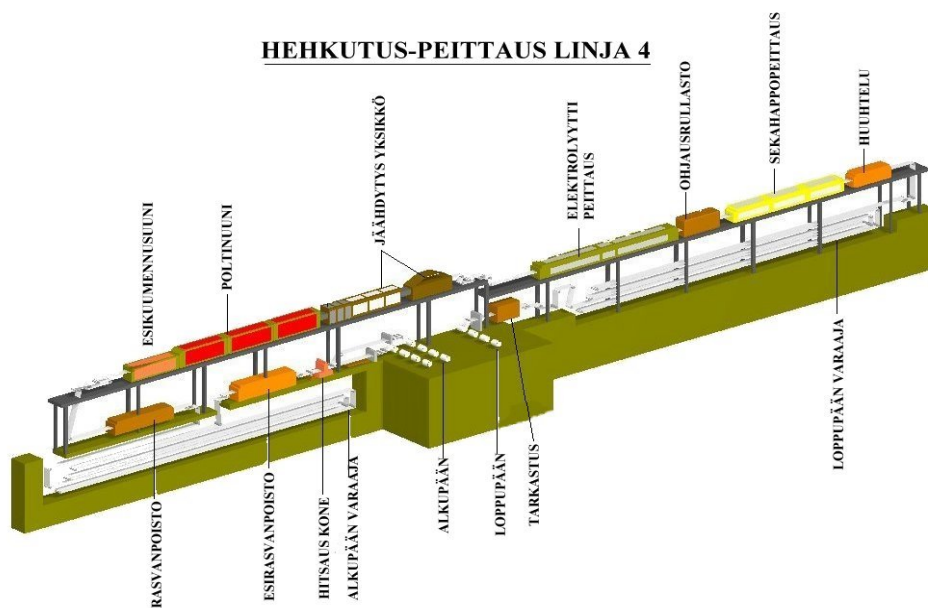 HEHKUTUS-PEITTAUS LINJA 4
ESIKUUMENNUSUUNI
POLTINUUNI
JÄÄHDYTYS YKSIKKÖ
ELEKTROLYYTTI
PEITTAUS
OHJAUSRULLASTO
SEKAHAPPOPEITTAUS
HUUHTELU
RASVANPOISTO
ESIRASVANPOISTO
HITSAUS KONE
ALKUPÄÄN VARAAJA
ALKUPÄÄN
LOPPUPÄÄN
TARKASTUS
LOPPUPÄÄN VARAAJA